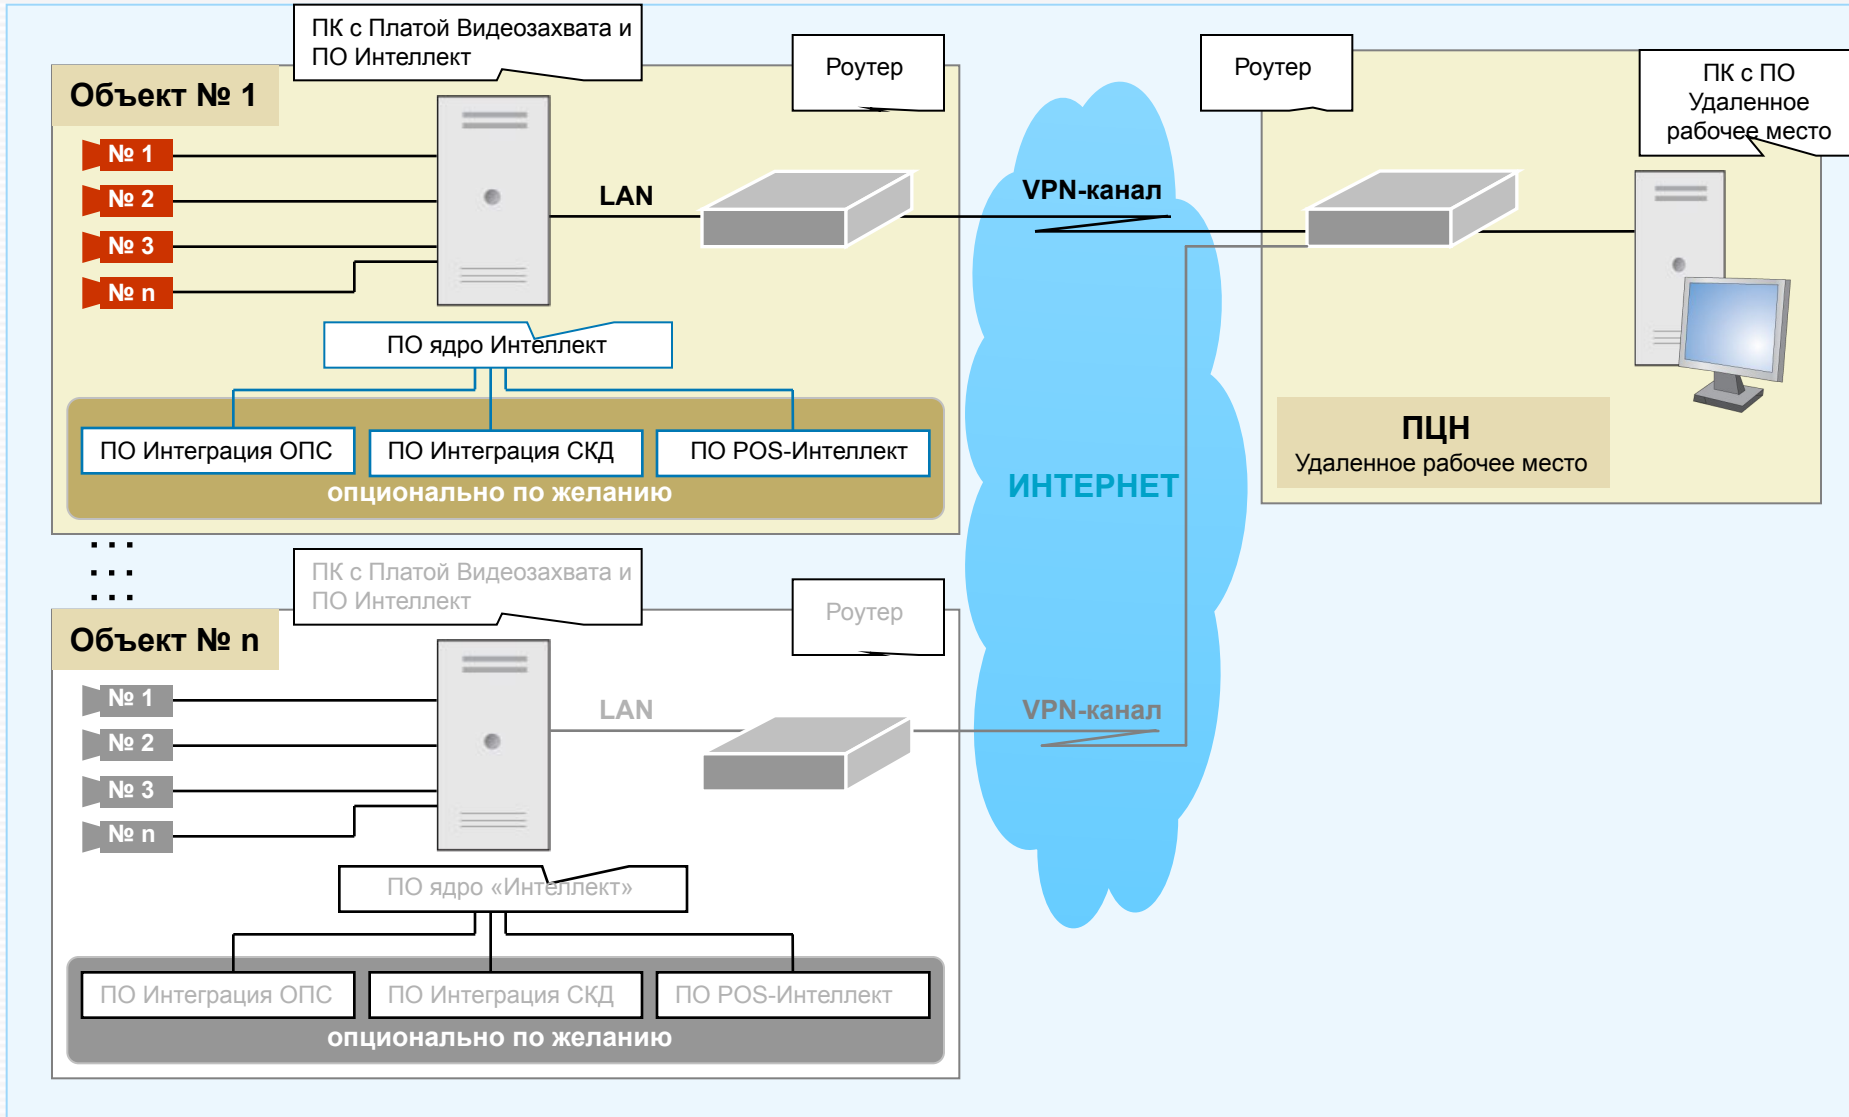 ПК с Платой Видеозахвата и
ПО Интеллект
Роутер
Объект № 1
№ 1
№ 2
№ 3
№ n
LAN
ПО ядро Интеллект
ПО Интеграция ОПС
ПО Интеграция СКД
ПО POS-Интеллект
опционально по желанию
VPN-канал
ИНТЕРНЕТ
Роутер
ПК с ПО
Удаленное
рабочее место
ПЦН
Удаленное рабочее место
...
...
...
ПК с Платой Видеозахвата и
ПО Интеллект
Роутер
Объект № n
№ 1
№ 2
№ 3
№ n
LAN
VPN-канал
ПО ядро «Интеллект»
ПО Интеграция ОПС
ПО Интеграция СКД
ПО POS-Интеллект
опционально по желанию